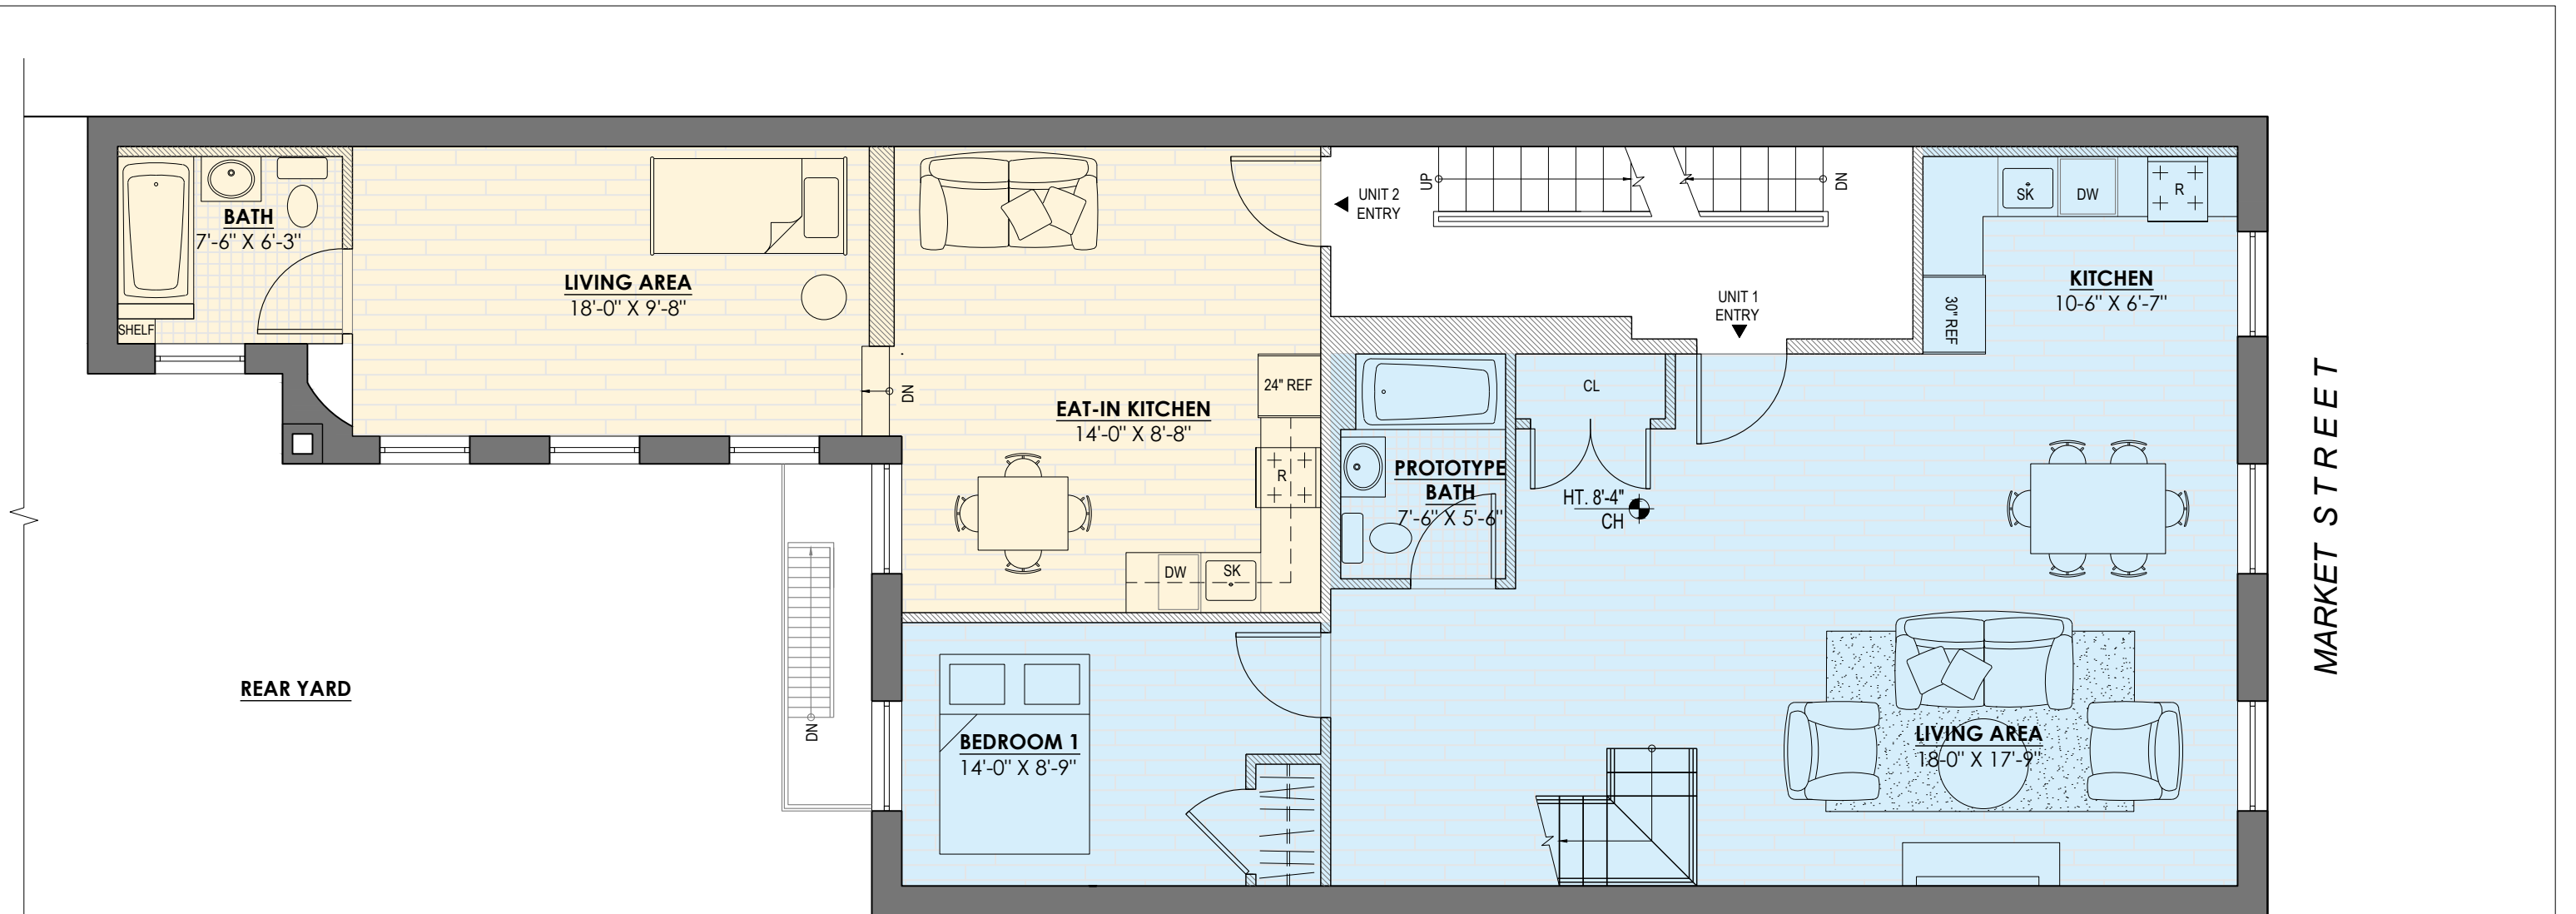 BATH
7'-6" X 6'-3"
SHELF
LIVING AREA
18'-0" X 9'-8"
DN
EAT-IN KITCHEN
14'-0" X 8'-8"
24" REF
R
DW
SK
UNIT 2
ENTRY
UP
DN
UNIT 1
ENTRY
SK
DW
R
KITCHEN
10-6" X 6'-7"
30" REF
CL
PROTOTYPE
BATH
7'-6" X 5'-6"
HT. 8'-4"
CH
MARKET STREET
REAR YARD
DN
BEDROOM 1
14'-0" X 8'-9"
LIVING AREA
18-0" X 17'-9"